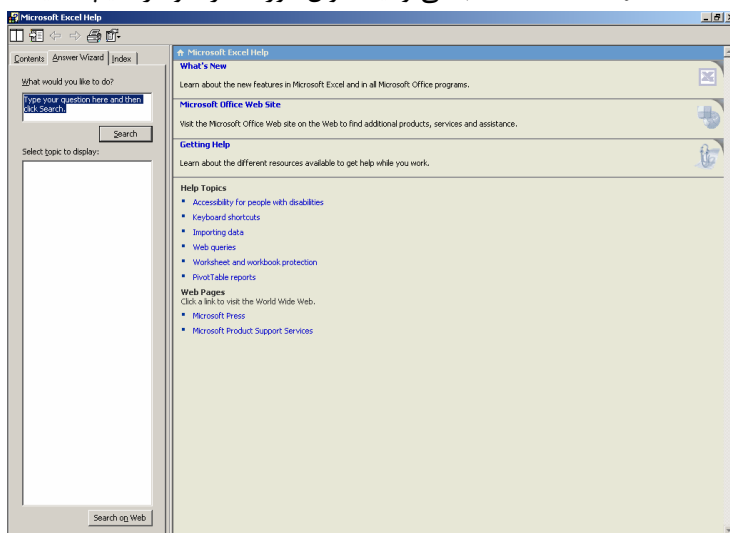 Microsoft Excel Help
Contents Answer Wizard Index
What would you like to do?
Type your question here and then
click Search.
Search
Select topic to display:
Search on Web
Microsoft Excel Help
What's New
Learn about the new features in Microsoft Excel and in all Microsoft Office programs.
Microsoft Office Web Site
Visit the Microsoft Office Web site on the Web to find additional products, services and assistance.
Getting Help
Learn about the different resources available to get help while you work.
Help Topics
Accessibility for people with disabilities
Keyboard shortcuts
Importing data
Web queries
Worksheet and workbook protection
PivotTable reports
Web Pages
Click a link to visit the World Wide Web.
Microsoft Press
Microsoft Product Support Services